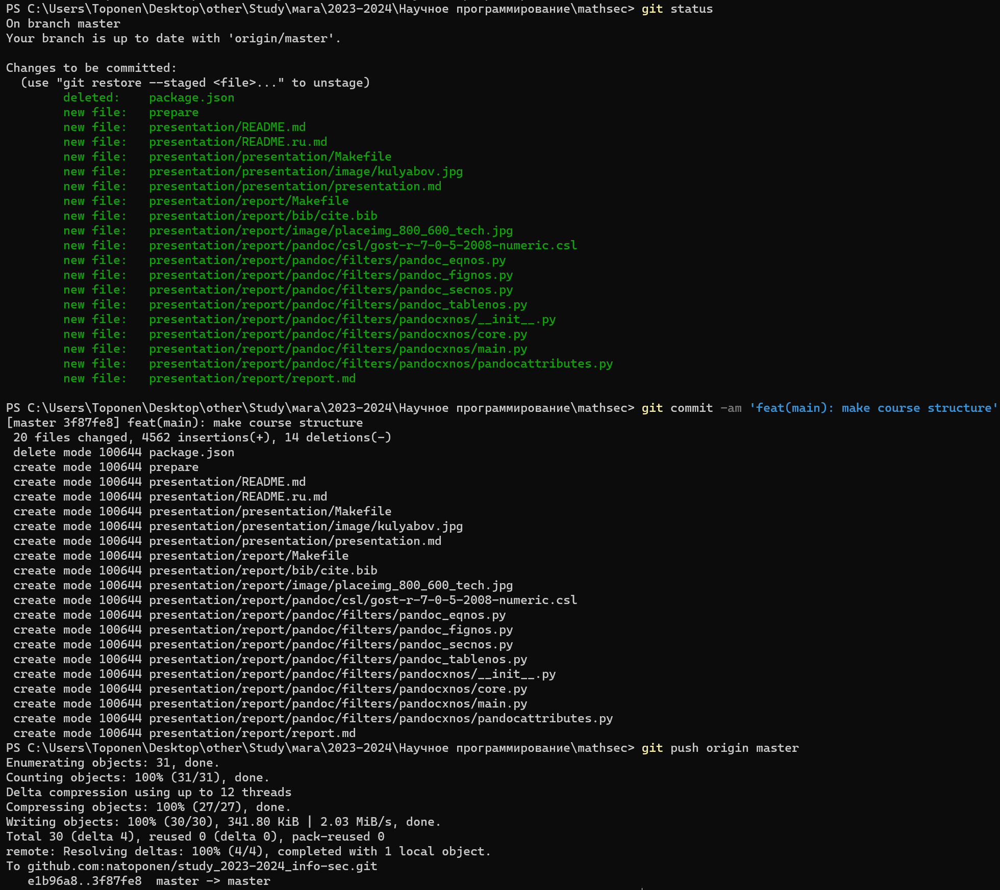 PS C:\Users\Toponen\Desktop\other\Study\мага\2023-2024\Научное программирование\mathsec> git status
On branch master
Your branch is up to date with 'origin/master'.
Changes to be committed:
  (use "git restore --staged <file>..." to unstage)
        deleted:    package.json
        new file:   prepare
        new file:   presentation/README.md
        new file:   presentation/README.ru.md
        new file:   presentation/presentation/Makefile
        new file:   presentation/presentation/image/kulyabov.jpg
        new file:   presentation/presentation/presentation.md
        new file:   presentation/report/Makefile
        new file:   presentation/report/bib/cite.bib
        new file:   presentation/report/image/placeimg_800_600_tech.jpg
        new file:   presentation/report/pandoc/csl/gost-r-7-0-5-2008-numeric.csl
        new file:   presentation/report/pandoc/filters/pandoc_eqnos.py
        new file:   presentation/report/pandoc/filters/pandoc_fignos.py
        new file:   presentation/report/pandoc/filters/pandoc_secnos.py
        new file:   presentation/report/pandoc/filters/pandoc_tablenos.py
        new file:   presentation/report/pandoc/filters/pandocxnos/__init__.py
        new file:   presentation/report/pandoc/filters/pandocxnos/core.py
        new file:   presentation/report/pandoc/filters/pandocxnos/main.py
        new file:   presentation/report/pandoc/filters/pandocxnos/pandocattributes.py
        new file:   presentation/report/report.md
PS C:\Users\Toponen\Desktop\other\Study\мага\2023-2024\Научное программирование\mathsec> git commit -am 'feat(main): make course structure'
[master 3f87fe8] feat(main): make course structure
 20 files changed, 4562 insertions(+), 14 deletions(-)
 delete mode 100644 package.json
 create mode 100644 prepare
 create mode 100644 presentation/README.md
 create mode 100644 presentation/README.ru.md
 create mode 100644 presentation/presentation/Makefile
 create mode 100644 presentation/presentation/image/kulyabov.jpg
 create mode 100644 presentation/presentation/presentation.md
 create mode 100644 presentation/report/Makefile
 create mode 100644 presentation/report/bib/cite.bib
 create mode 100644 presentation/report/image/placeimg_800_600_tech.jpg
 create mode 100644 presentation/report/pandoc/csl/gost-r-7-0-5-2008-numeric.csl
 create mode 100644 presentation/report/pandoc/filters/pandoc_eqnos.py
 create mode 100644 presentation/report/pandoc/filters/pandoc_fignos.py
 create mode 100644 presentation/report/pandoc/filters/pandoc_secnos.py
 create mode 100644 presentation/report/pandoc/filters/pandoc_tablenos.py
 create mode 100644 presentation/report/pandoc/filters/pandocxnos/__init__.py
 create mode 100644 presentation/report/pandoc/filters/pandocxnos/core.py
 create mode 100644 presentation/report/pandoc/filters/pandocxnos/main.py
 create mode 100644 presentation/report/pandoc/filters/pandocxnos/pandocattributes.py
 create mode 100644 presentation/report/report.md
PS C:\Users\Toponen\Desktop\other\Study\мага\2023-2024\Научное программирование\mathsec> git push origin master
Enumerating objects: 31, done.
Counting objects: 100% (31/31), done.
Delta compression using up to 12 threads
Compressing objects: 100% (27/27), done.
Writing objects: 100% (30/30), 341.80 KiB | 2.03 MiB/s, done.
Total 30 (delta 4), reused 0 (delta 0), pack-reused 0
remote: Resolving deltas: 100% (4/4), completed with 1 local object.
To github.com:natoponen/study_2023-2024_info-sec.git
   e1b96a8..3f87fe8  master -> master